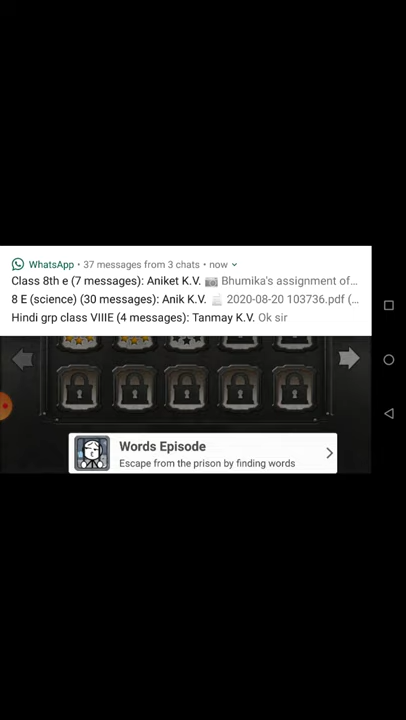 WhatsApp • 37 messages from 3 chats • now
Class 8th e (7 messages): Aniket K.V. 📷 Bhumika's assignment of...
8 E (science) (30 messages): Anik K.V. 📄 2020-08-20 103736.pdf (...
Hindi grp class VIIIE (4 messages): Tanmay K.V. Ok sir
Words Episode
Escape from the prison by finding words